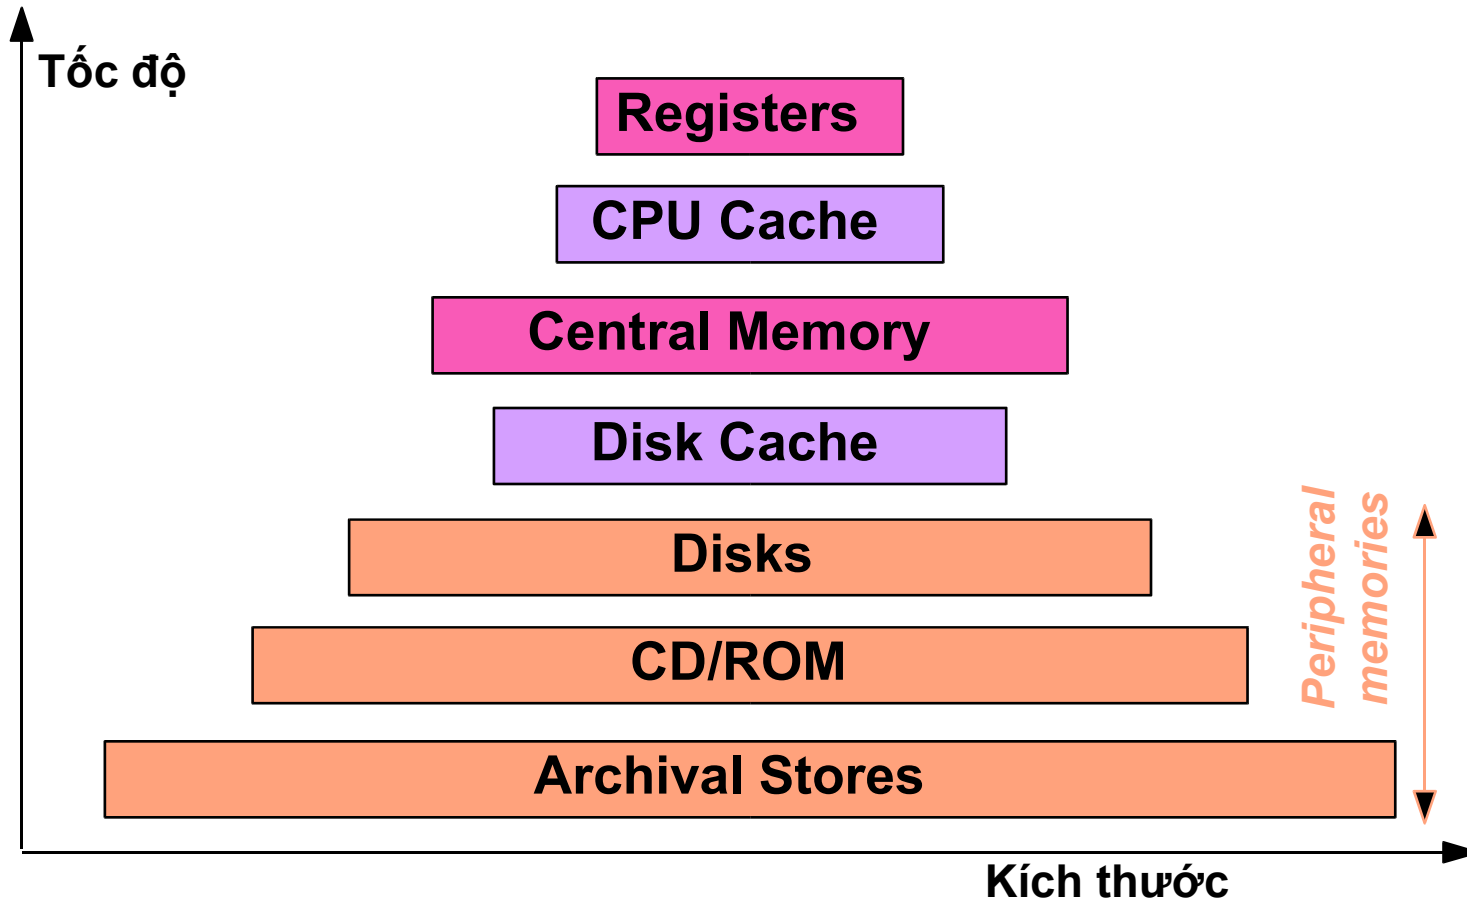 Tốc độ
Registers
CPU Cache
Central Memory
Disk Cache
Disks
CD/ROM
Archival Stores
Peripheral
memories
Kích thước